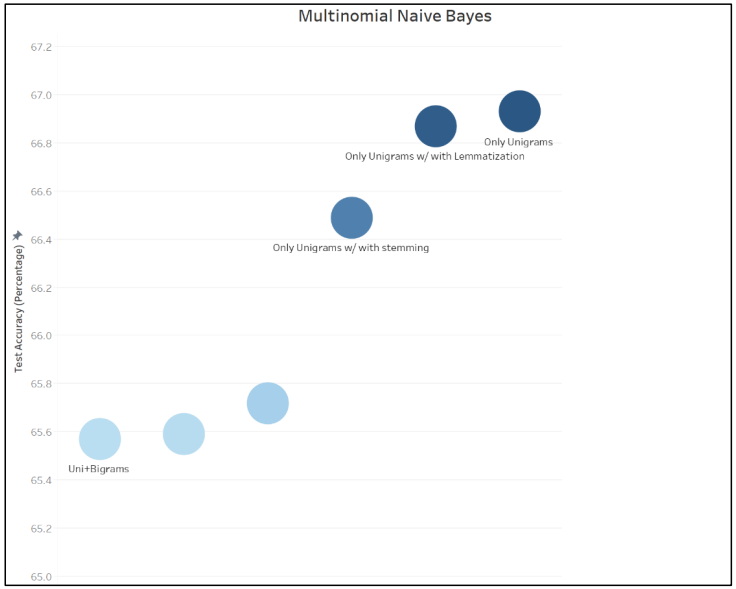 Multinomial Naive Bayes
67.2
67.0
66.8
66.6
66.4
66.2
66.0
65.8
65.6
65.4
65.2
65.0
Test Accuracy (Percentage)
Only Unigrams
Only Unigrams w/ with Lemmatization
Only Unigrams w/ with stemming
Uni+Bigrams